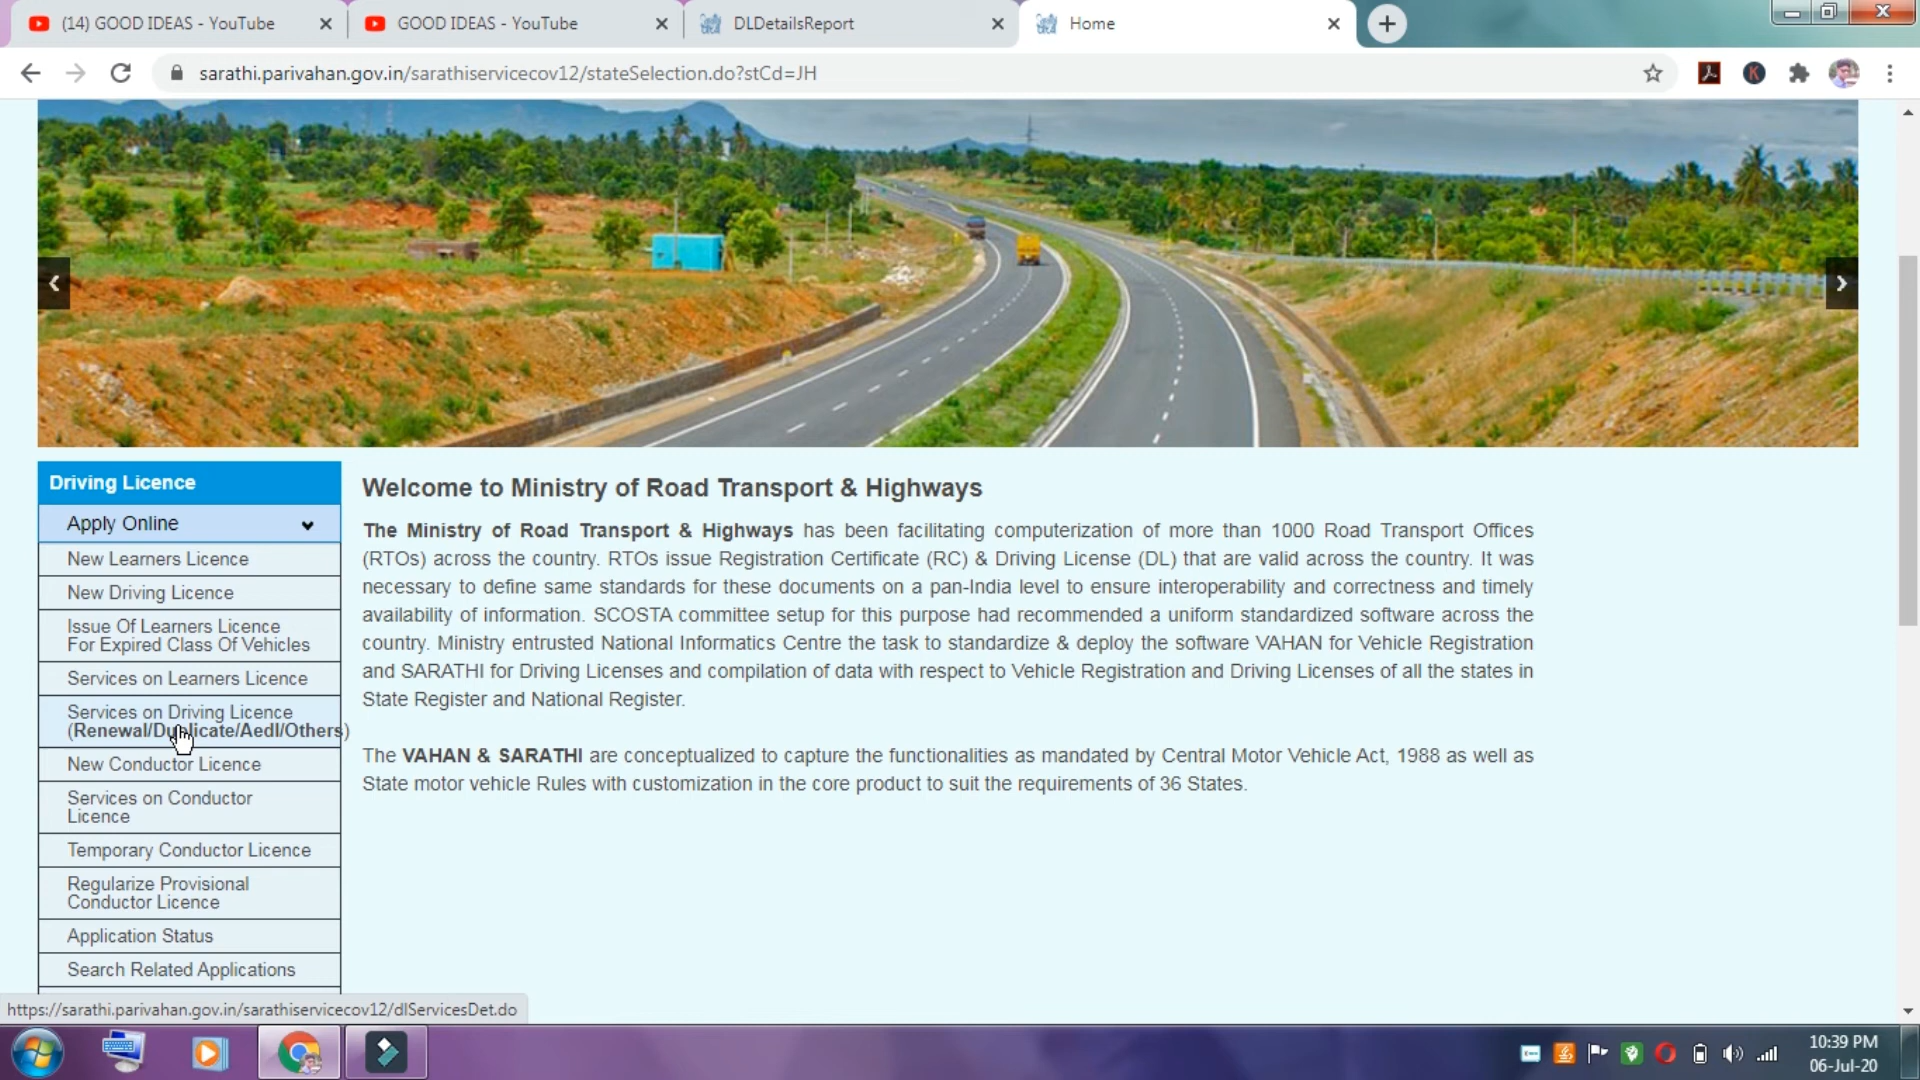 (14) GOOD IDEAS - YouTube
GOOD IDEAS - YouTube
DLDetailsReport
Home
sarathi.parivahan.gov.in/sarathiservicecov12/stateSelection.do?stCd=JH
K
Driving Licence
Apply Online
New Learners Licence
New Driving Licence
Issue Of Learners Licence
For Expired Class Of Vehicles
Services on Learners Licence
Services on Driving Licence
(Renewal/Duplicate/Aedl/Others)
New Conductor Licence
Services on Conductor
Licence
Temporary Conductor Licence
Regularize Provisional
Conductor Licence
Application Status
Search Related Applications
Welcome to Ministry of Road Transport & Highways
The Ministry of Road Transport & Highways has been facilitating computerization of more than 1000 Road Transport Offices
(RTOs) across the country. RTOs issue Registration Certificate (RC) & Driving License (DL) that are valid across the country. It was
necessary to define same standards for these documents on a pan-India level to ensure interoperability and correctness and timely
availability of information. SCOSTA committee setup for this purpose had recommended a uniform standardized software across the
country. Ministry entrusted National Informatics Centre the task to standardize & deploy the software VAHAN for Vehicle Registration
and SARATHI for Driving Licenses and compilation of data with respect to Vehicle Registration and Driving Licenses of all the states in
State Register and National Register.
The VAHAN & SARATHI are conceptualized to capture the functionalities as mandated by Central Motor Vehicle Act, 1988 as well as
State motor vehicle Rules with customization in the core product to suit the requirements of 36 States.
https://sarathi.parivahan.gov.in/sarathiservicecov12/dlServicesDet.do
10:39 PM
06-Jul-20